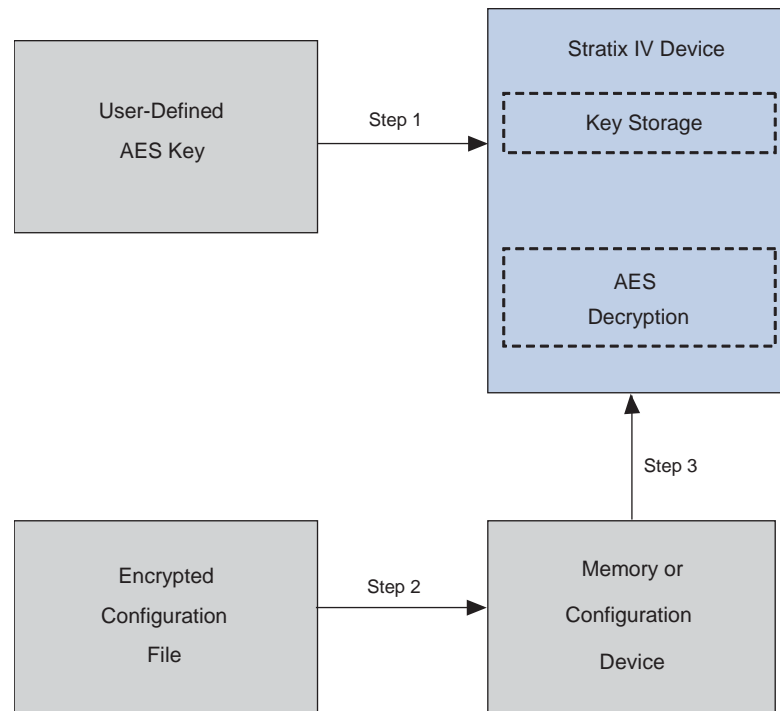 Stratix IV Device
User-Defined
AES Key
Step 1
Key Storage
AES
Decryption
Step 3
Encrypted
Configuration
File
Step 2
Memory or
Configuration
Device